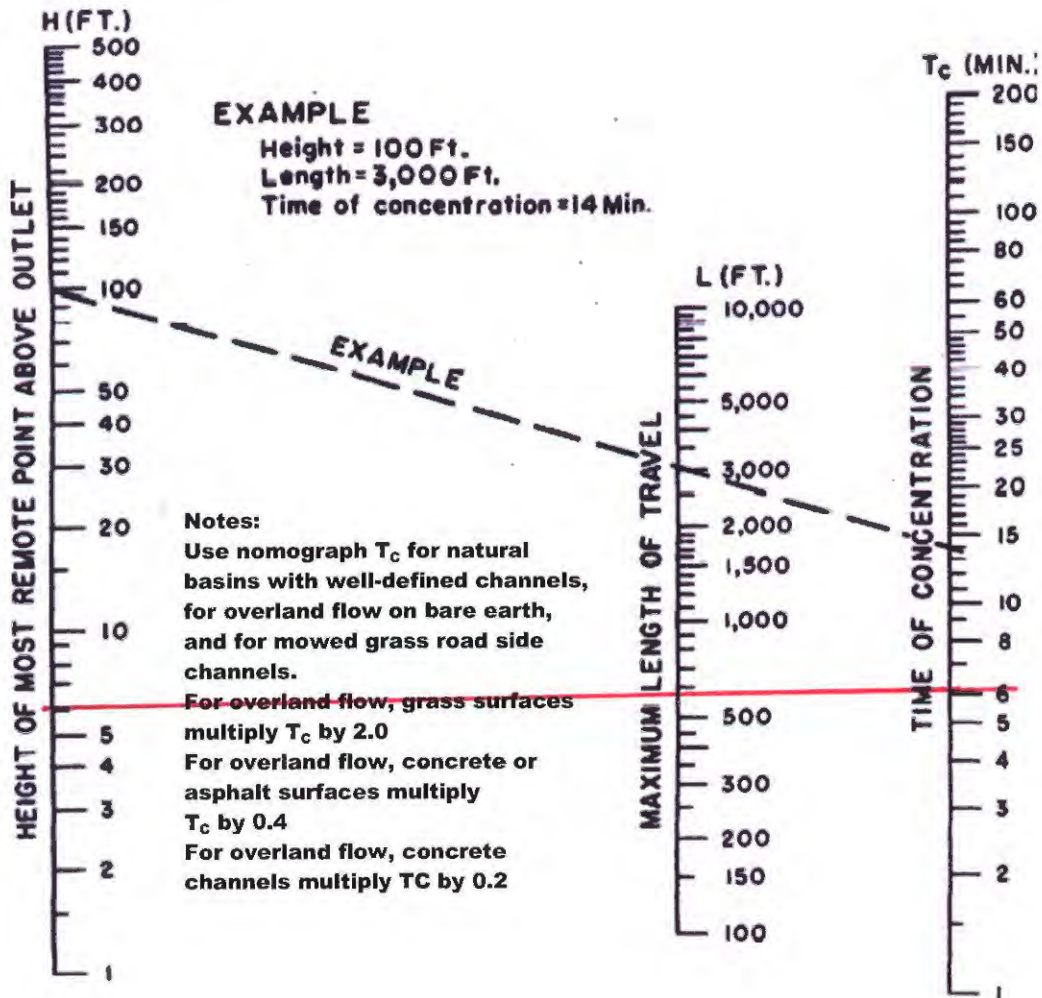 H (FT.)
500
400
300
200
150
100
50
40
30
20
10
5
4
3
2
1
HEIGHT OF MOST REMOTE POINT ABOVE OUTLET
EXAMPLE
Height = 100 Ft.
Length = 3,000 Ft.
Time of concentration = 14 Min.
EXAMPLE
Notes:
Use nomograph Tc for natural
basins with well-defined channels,
for overland flow on bare earth,
and for mowed grass road side
channels.
For overland flow, grass surfaces
multiply Tc by 2.0
For overland flow, concrete or
asphalt surfaces multiply
Tc by 0.4
For overland flow, concrete
channels multiply TC by 0.2
L (FT.)
10,000
5,000
3,000
2,000
1,500
1,000
500
300
200
150
100
MAXIMUM LENGTH OF TRAVEL
Tc (MIN.)
200
150
100
80
60
50
40
30
25
20
15
10
8
6
5
4
3
2
1
TIME OF CONCENTRATION